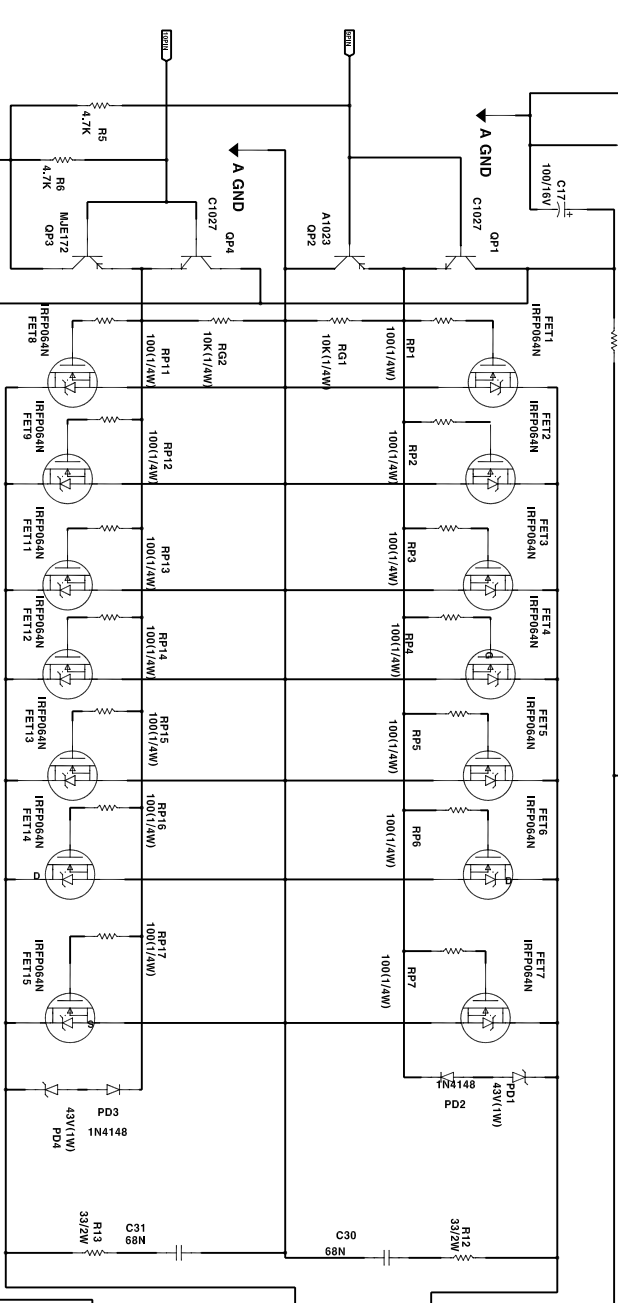 10PIN
9PIN
R5
4.7K
R6
4.7K
A GND
A GND
C17
100/16V
+
C1027
QP4
MJE172
QP3
A1023
QP2
C1027
QP1
IRFP064N
FET8
RP11
100(1/4W)
RG2
10K(1/4W)
RG1
10K(1/4W)
RP1
100(1/4W)
FET1
IRFP064N
IRFP064N
FET9
RP12
100(1/4W)
RP2
100(1/4W)
FET2
IRFP064N
IRFP064N
FET11
RP13
100(1/4W)
RP3
100(1/4W)
FET3
IRFP064N
IRFP064N
FET12
RP14
100(1/4W)
RP4
100(1/4W)
FET4
IRFP064N
G
IRFP064N
FET13
RP15
100(1/4W)
RP5
100(1/4W)
FET5
IRFP064N
IRFP064N
FET14
RP16
100(1/4W)
RP6
100(1/4W)
FET6
IRFP064N
D
D
IRFP064N
FET15
RP17
100(1/4W)
RP7
100(1/4W)
FET7
IRFP064N
S
43V(1W)
PD4
PD3
1N4148
1N4148
PD2
PD1
43V(1W)
R13
33/2W
C31
68N
C30
68N
R12
33/2W